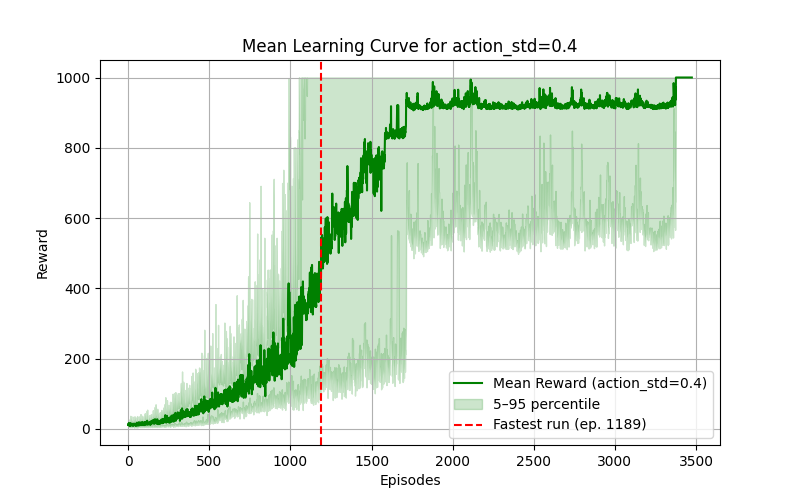 Mean Learning Curve for action_std=0.4
Reward
1000
800
600
400
200
0
0 500 1000 1500 2000 2500 3000 3500
Episodes
Mean Reward (action_std=0.4)
5–95 percentile
Fastest run (ep. 1189)